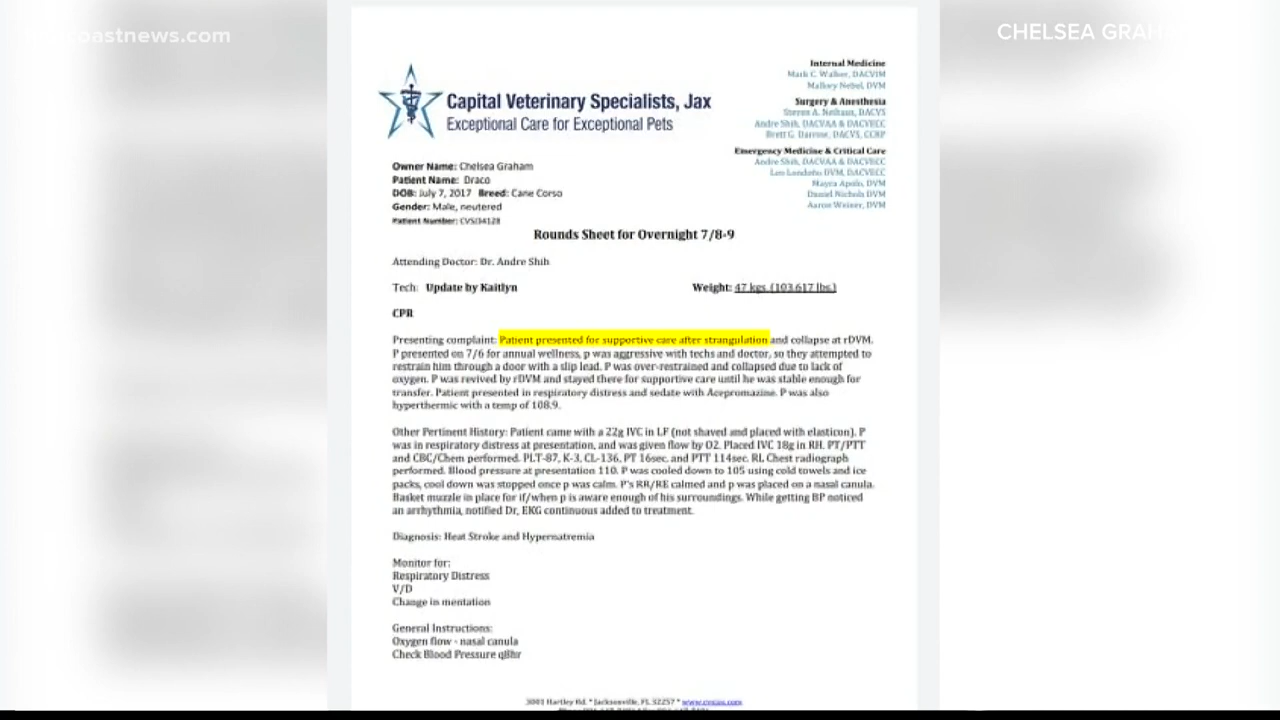 coastnews.com
CHELSEA GRAH
Capital Veterinary Specialists, Jax
Exceptional Care for Exceptional Pets
Internal Medicine
Mark C. Walker, DACVIM
Mallory Nebel, DVM
Surgery & Anesthesia
DACVS
Andre Shih, DACVAA & DACVECC
Brett G. Darrow, DACVS, CCRP
Emergency Medicine & Critical Care
Andre Shih, DACVAA & DACVECC
Leo Londoño DVM, DACVECC
Mayra Apolo, DVM
Daniel Nichols DVM
Aaron Weiner, DVM
Owner Name: Chelsea Graham
Patient Name: Draco
DOB: July 7, 2017 Breed: Cane Corso
Gender: Male, neutered
Patient Number: CVSJ34128
Rounds Sheet for Overnight 7/8-9
Attending Doctor: Dr. Andre Shih
Tech: Update by Kaitlyn
Weight: 47 kgs (103.617 lbs.)
CPR
Presenting complaint: Patient presented for supportive care after strangulation and collapse at rDVM.
P presented on 7/6 for annual wellness, p was aggressive with techs and doctor, so they attempted to
restrain him through a door with a slip lead. P was over-restrained and collapsed due to lack of
oxygen. P was revived by rDVM and stayed there for supportive care until he was stable enough for
transfer. Patient presented in respiratory distress and sedate with Acepromazine. P was also
hyperthermic with a temp of 108.9.
Other Pertinent History: Patient came with a 22g IVC in LF (not shaved and placed with elasticon). P
was in respiratory distress at presentation, and was given flow by O2. Placed IVC 18g in RH. PT/PTT
and CBC/Chem performed. PLT-87, K-3, CL-136, PT 16sec, and PTT 114sec. RL Chest radiograph
performed. Blood pressure at presentation 110. P was cooled down to 105 using cold towels and ice
packs, cool down was stopped once p was calm. P's RR/RE calmed and p was placed on a nasal canula.
Basket muzzle in place for if/when p is aware enough of his surroundings. While getting BP noticed
an arrhythmia, notified Dr, EKG continuous added to treatment.
Diagnosis: Heat Stroke and Hypernatremia
Monitor for:
Respiratory Distress
V/D
Change in mentation
General Instructions:
Oxygen flow - nasal canula
Check Blood Pressure q8hr
3001 Hartley Rd. * Jacksonville, FL 32257 *